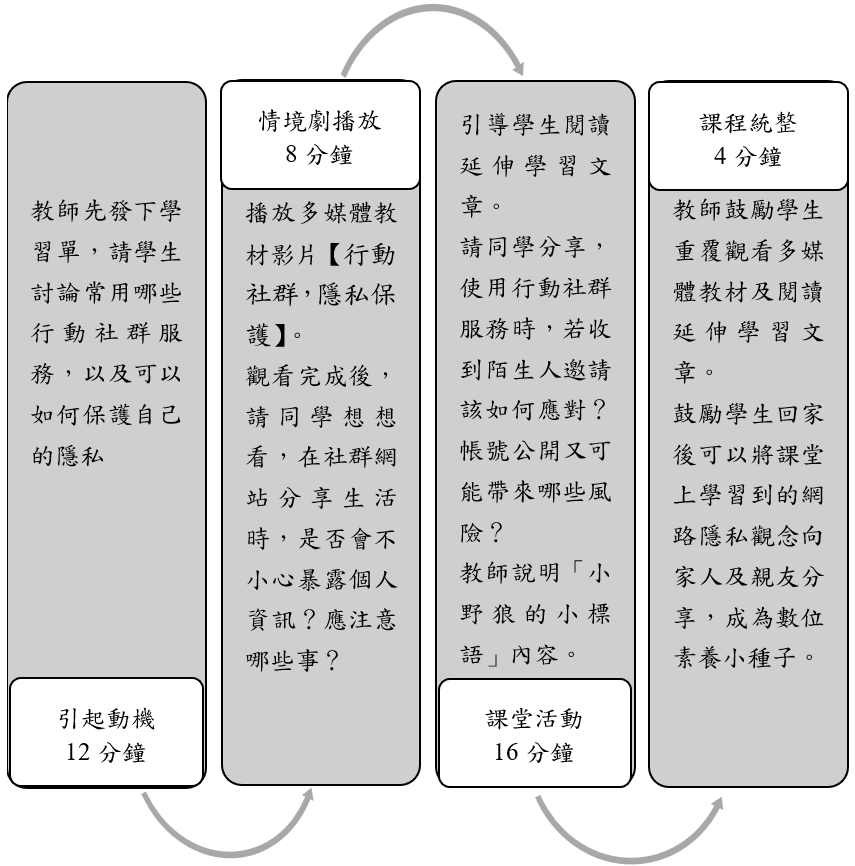 教師先發下學
習單，請學生
討論常用哪些
行動社群服
務，以及可以
如何保護自己
的隱私
引起動機
12 分鐘
情境劇播放
8 分鐘
播放多媒體教
材影片【行動
社群，隱私保
護】。
觀看完成後，
請同學想想
看，在社群網
站分享生活
時，是否會不
小心暴露個人
資訊？應注意
哪些事？
引導學生閱讀
延伸學習文
章。
請同學分享，
使用行動社群
服務時，若收
到陌生人邀請
該如何應對？
帳號公開又可
能帶來哪些風
險？
教師說明「小
野狼的小標
語」內容。
課堂活動
16 分鐘
課程統整
4 分鐘
教師鼓勵學生
重覆觀看多媒
體教材及閱讀
延伸學習文
章。
鼓勵學生回家
後可以將課堂
上學習到的網
路隱私觀念向
家人及親友分
享，成為數位
素養小種子。